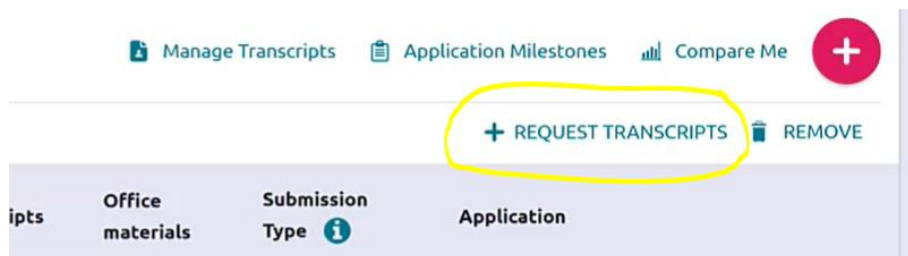 Manage Transcripts Application Milestones Compare Me +
+ REQUEST TRANSCRIPTS REMOVE
ipts Office materials Submission Type i Application